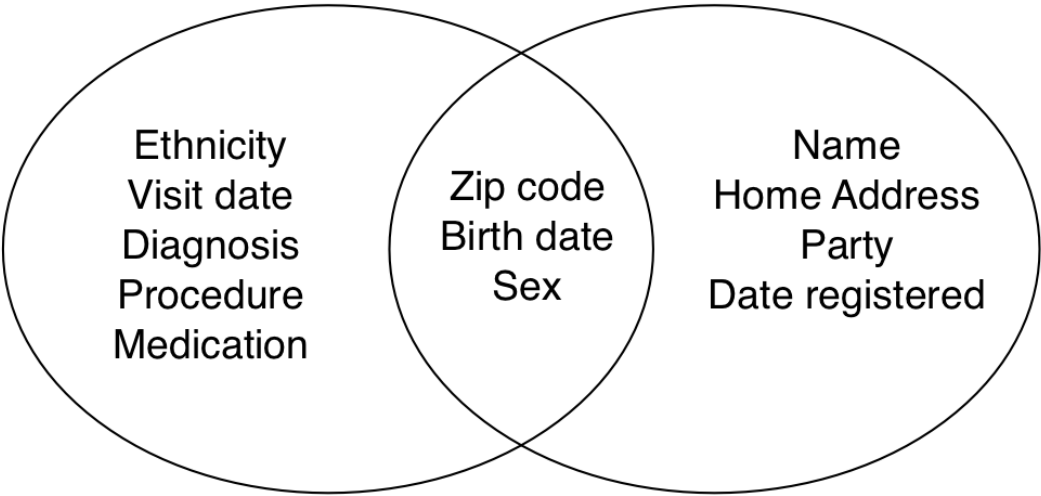 Ethnicity
Visit date
Diagnosis
Procedure
Medication
Zip code
Birth date
Sex
Name
Home Address
Party
Date registered